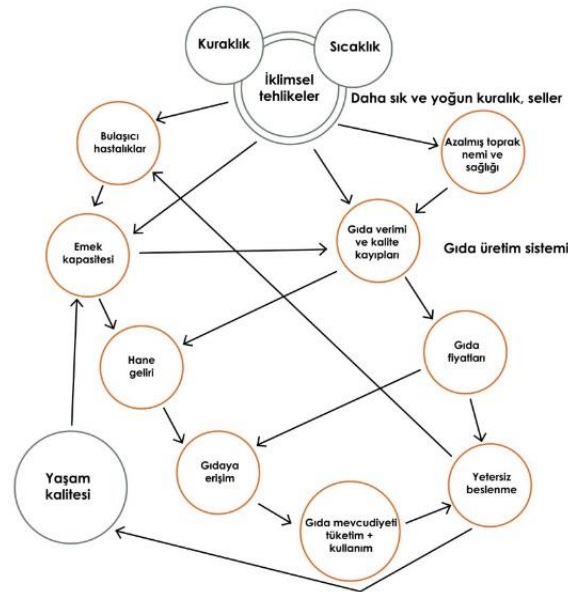 Kuraklık
Sıcaklık
İklimsel
tehlikeler
Daha sık ve yoğun kuralık, seller
Bulaşıcı
hastalıklar
Azalmış toprak
nemi ve
sağlığı
Emek
kapasitesi
Gıda verimi
ve kalite
kayıpları
Gıda üretim sistemi
Hane
geliri
Gıda
fiyatları
Yaşam
kalitesi
Gıdaya
erişim
Yetersiz
beslenme
Gıda mevcudiyeti
tüketim +
kullanım